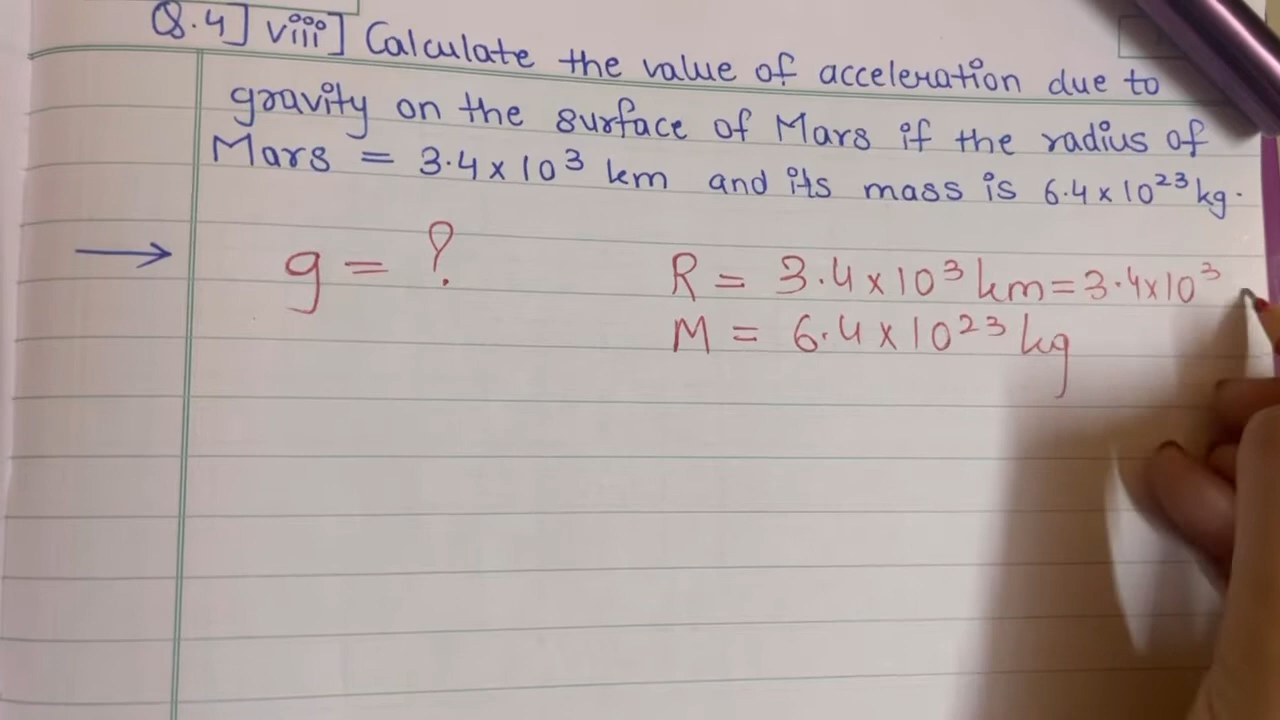 Q.4] viii] Calculate the value of acceleration due to
gravity on the surface of Mars if the radius of
Mars = 3.4 x 10³ km and its mass is 6.4 x 10²³ kg.
→ g = ? R = 3.4 x 10³ km = 3.4 x 10³
M = 6.4 x 10²³ kg